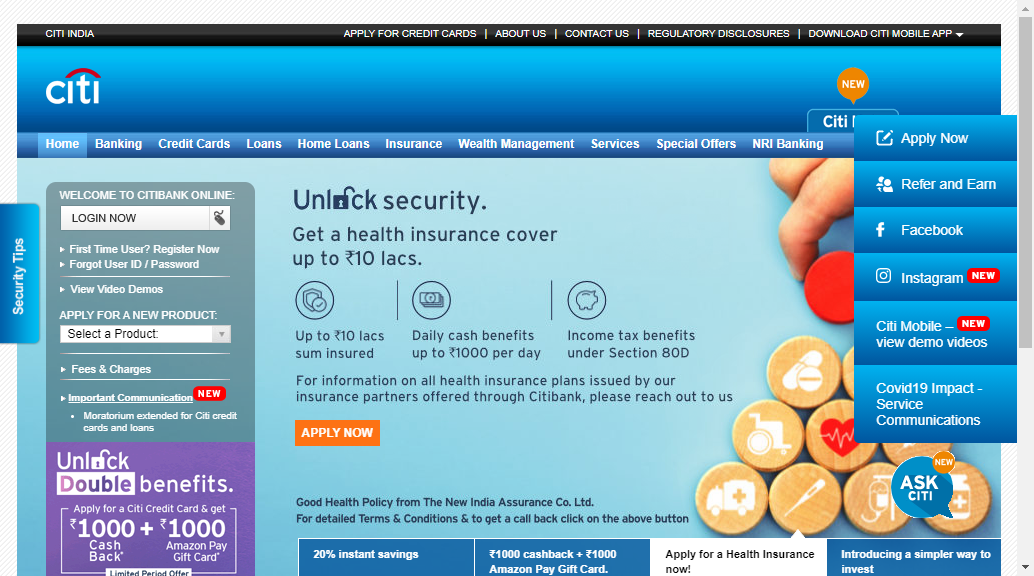 CITI INDIA
APPLY FOR CREDIT CARDS | ABOUT US | CONTACT US | REGULATORY DISCLOSURES | DOWNLOAD CITI MOBILE APP
citi
NEW
Citi
Home Banking Credit Cards Loans Home Loans Insurance Wealth Management Services Special Offers NRI Banking
Apply Now
Refer and Earn
Facebook
Instagram NEW
Citi Mobile – NEW
view demo videos
Covid19 Impact -
Service
Communications
Security Tips
WELCOME TO CITIBANK ONLINE:
LOGIN NOW
First Time User? Register Now
Forgot User ID / Password
View Video Demos
APPLY FOR A NEW PRODUCT:
Select a Product:
Fees & Charges
Important Communication NEW
• Moratorium extended for Citi credit
cards and loans
Unlock
Double benefits.
Apply for a Citi Credit Card & get
₹1000 + ₹1000
Cash Back*
Amazon Pay Gift Card*
Limited Period Offer
Unlock security.
Get a health insurance cover
up to ₹10 lacs.
Up to ₹10 lacs
sum insured
Daily cash benefits
up to ₹1000 per day
Income tax benefits
under Section 80D
For information on all health insurance plans issued by our
insurance partners offered through Citibank, please reach out to us
APPLY NOW
Good Health Policy from The New India Assurance Co. Ltd.
For detailed Terms & Conditions & to get a call back click on the above button
NEW
ASK
CITI
20% instant savings
₹1000 cashback + ₹1000
Amazon Pay Gift Card.
Apply for a Health Insurance
now!
Introducing a simpler way to
invest